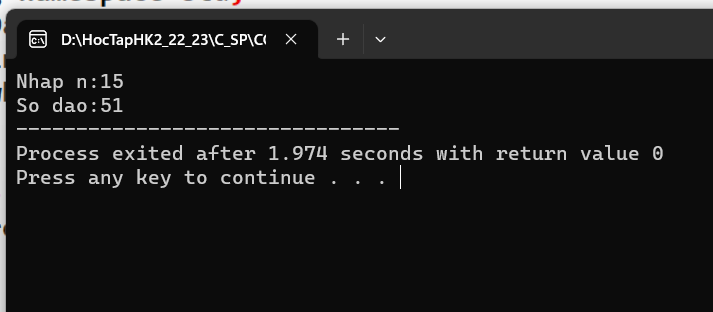 D:\HocTapHK2_22_23\C_SP\C
Nhap n:15
So dao:51
--------------------------------
Process exited after 1.974 seconds with return value 0
Press any key to continue . . .